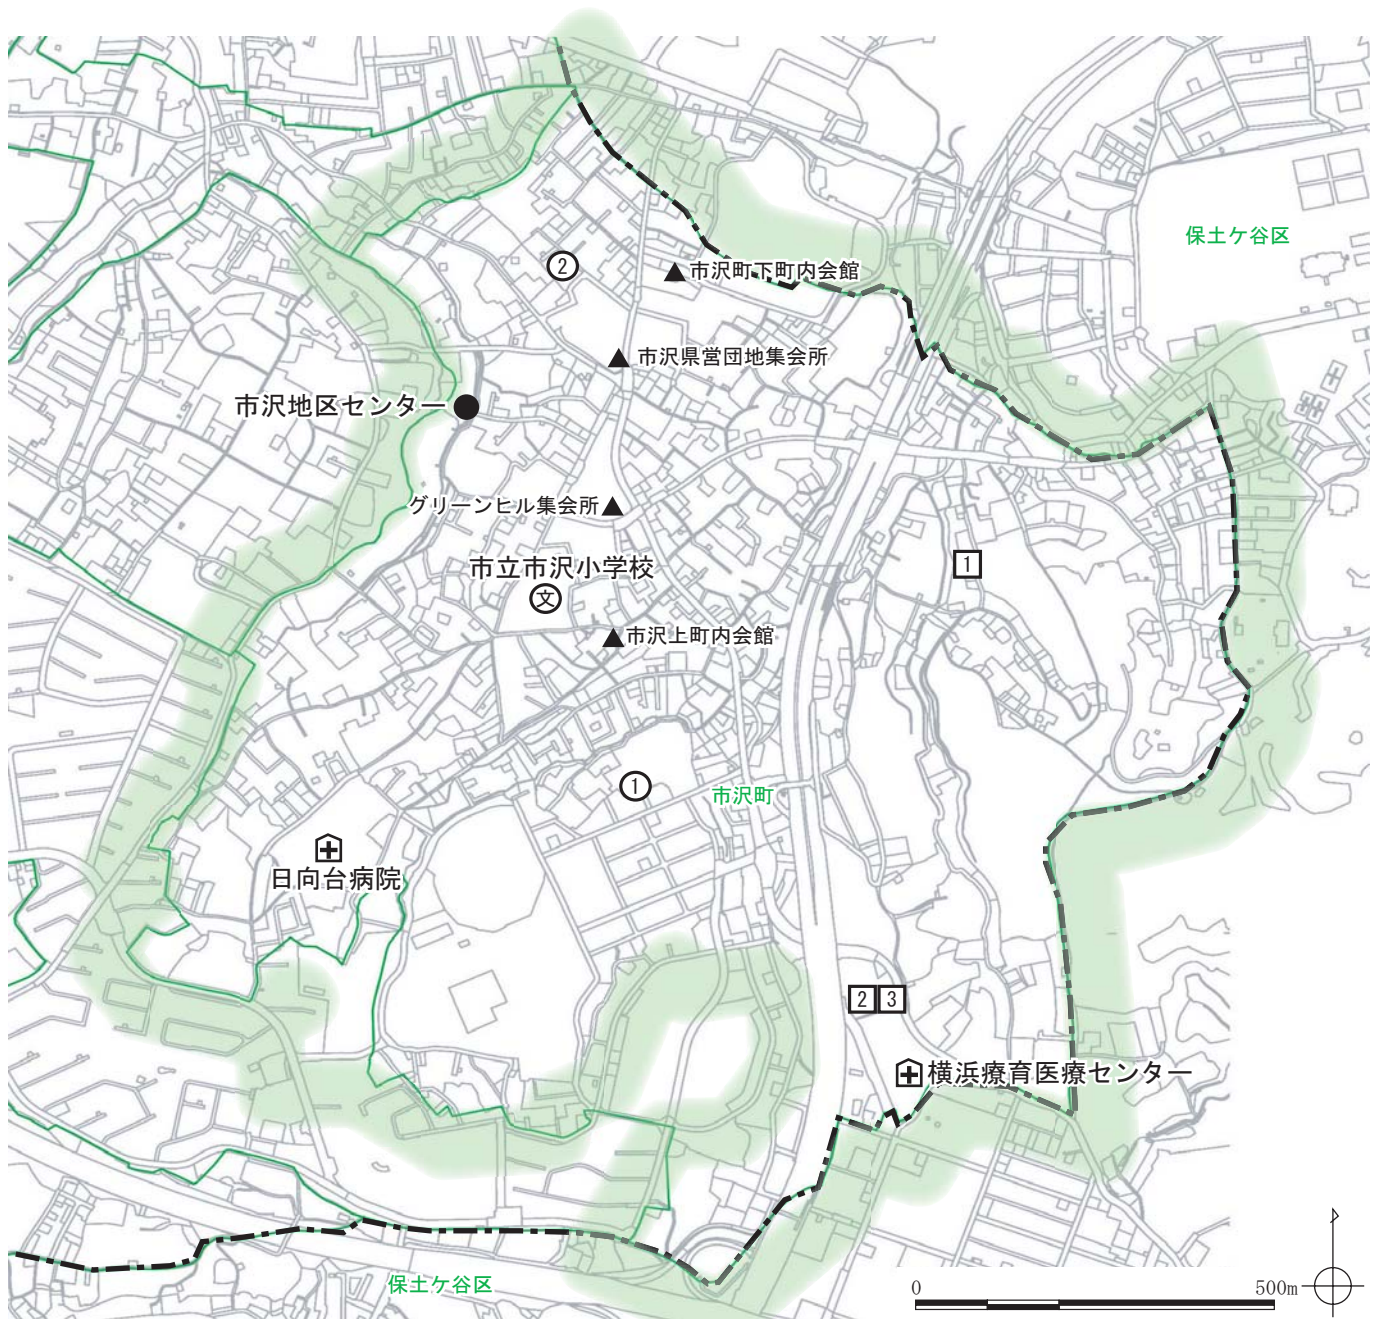 保土ケ谷区
②
市沢町下町内会館
市沢県営団地集会所
市沢地区センター
グリーンヒル集会所
市立市沢小学校
文
1
市沢上町内会館
①
市沢町
日向台病院
2 3
横浜療育医療センター
保土ケ谷区
0 500m